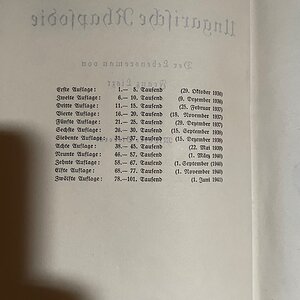 Ungarische Rhapsodie
Der Lebensroman von
Franz Liszt
Erste Auflage: 1.— 5. Tausend (29. Oktober 1936)
Zweite Auflage: 6.— 10. Tausend (9. Dezember 1936)
Dritte Auflage: 11.— 15. Tausend (25. Februar 1937)
Vierte Auflage: 16.— 20. Tausend (18. November 1937)
Fünfte Auflage: 21.— 25. Tausend (29. Dezember 1937)
Sechste Auflage: 26.— 30. Tausend (15. September 1938)
Siebente Auflage: 31.— 37. Tausend (15. Dezember 1938)
Achte Auflage: 38.— 45. Tausend (22. Mai 1939)
Neunte Auflage: 46.— 57. Tausend (1. März 1940)
Zehnte Auflage: 58.— 67. Tausend (1. September 1940)
Elfte Auflage: 68.— 77. Tausend (1. November 1940)
Zwölfte Auflage: 78.—101. Tausend (1. Juni 1941)